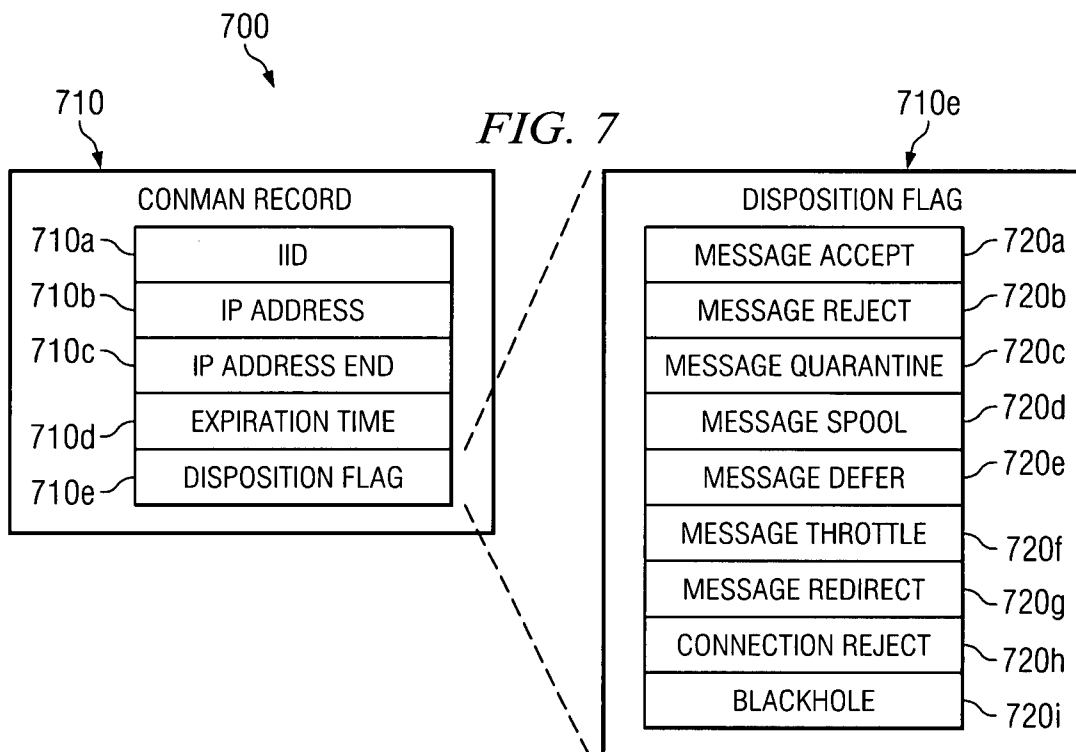 700
710
FIG. 7
710e
CONMAN RECORD
710a
IID
710b
IP ADDRESS
710c
IP ADDRESS END
710d
EXPIRATION TIME
710e
DISPOSITION FLAG
DISPOSITION FLAG
MESSAGE ACCEPT
720a
MESSAGE REJECT
720b
MESSAGE QUARANTINE
720c
MESSAGE SPOOL
720d
MESSAGE DEFER
720e
MESSAGE THROTTLE
720f
MESSAGE REDIRECT
720g
CONNECTION REJECT
720h
BLACKHOLE
720i